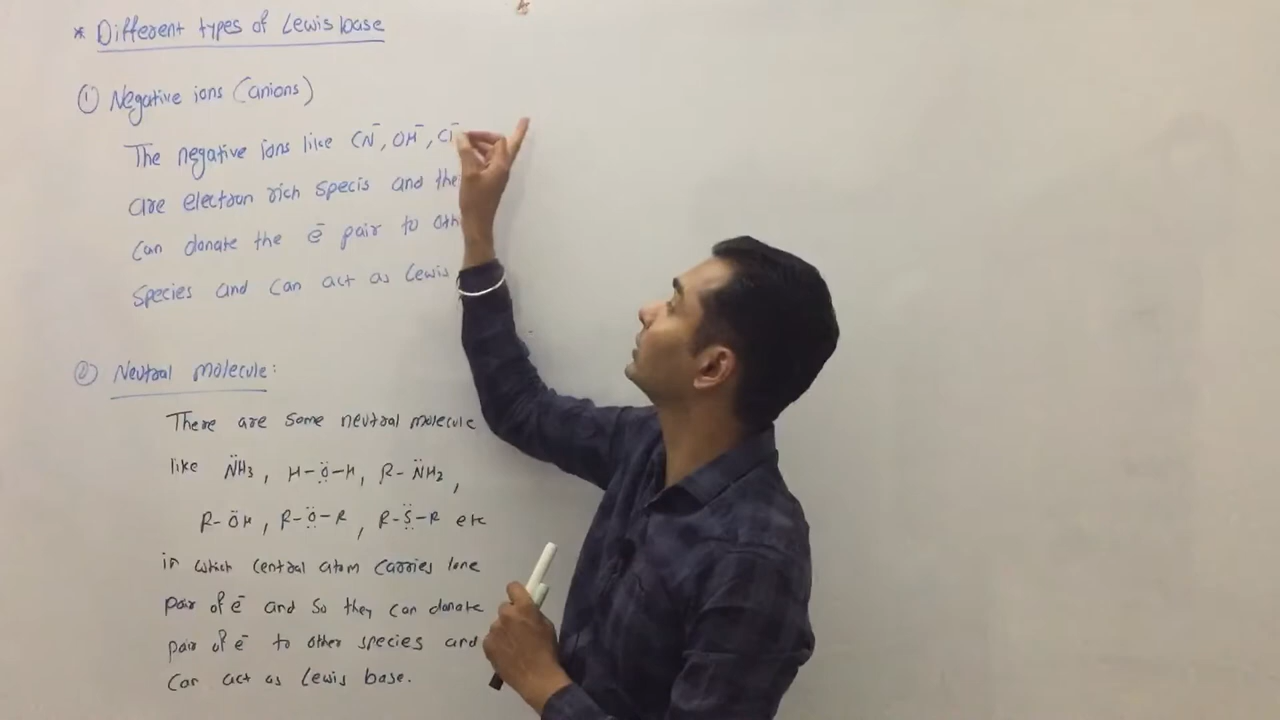 * Different types of Lewis base
① Negative ions (anions)
The negative ions like CN⁻, OH⁻, Cl⁻
are electron rich specis and the
can donate the e⁻ pair to oth
species and can act as Lewis
② Neutral molecule:
There are some neutral molecule
like N̈H3, H-Ö-H, R-N̈H2,
R-ÖH, R-Ö-R, R-S̈-R etc
in which central atom carries lone
pair of e⁻ and so they can donate
pair of e⁻ to other species and
can act as Lewis base.